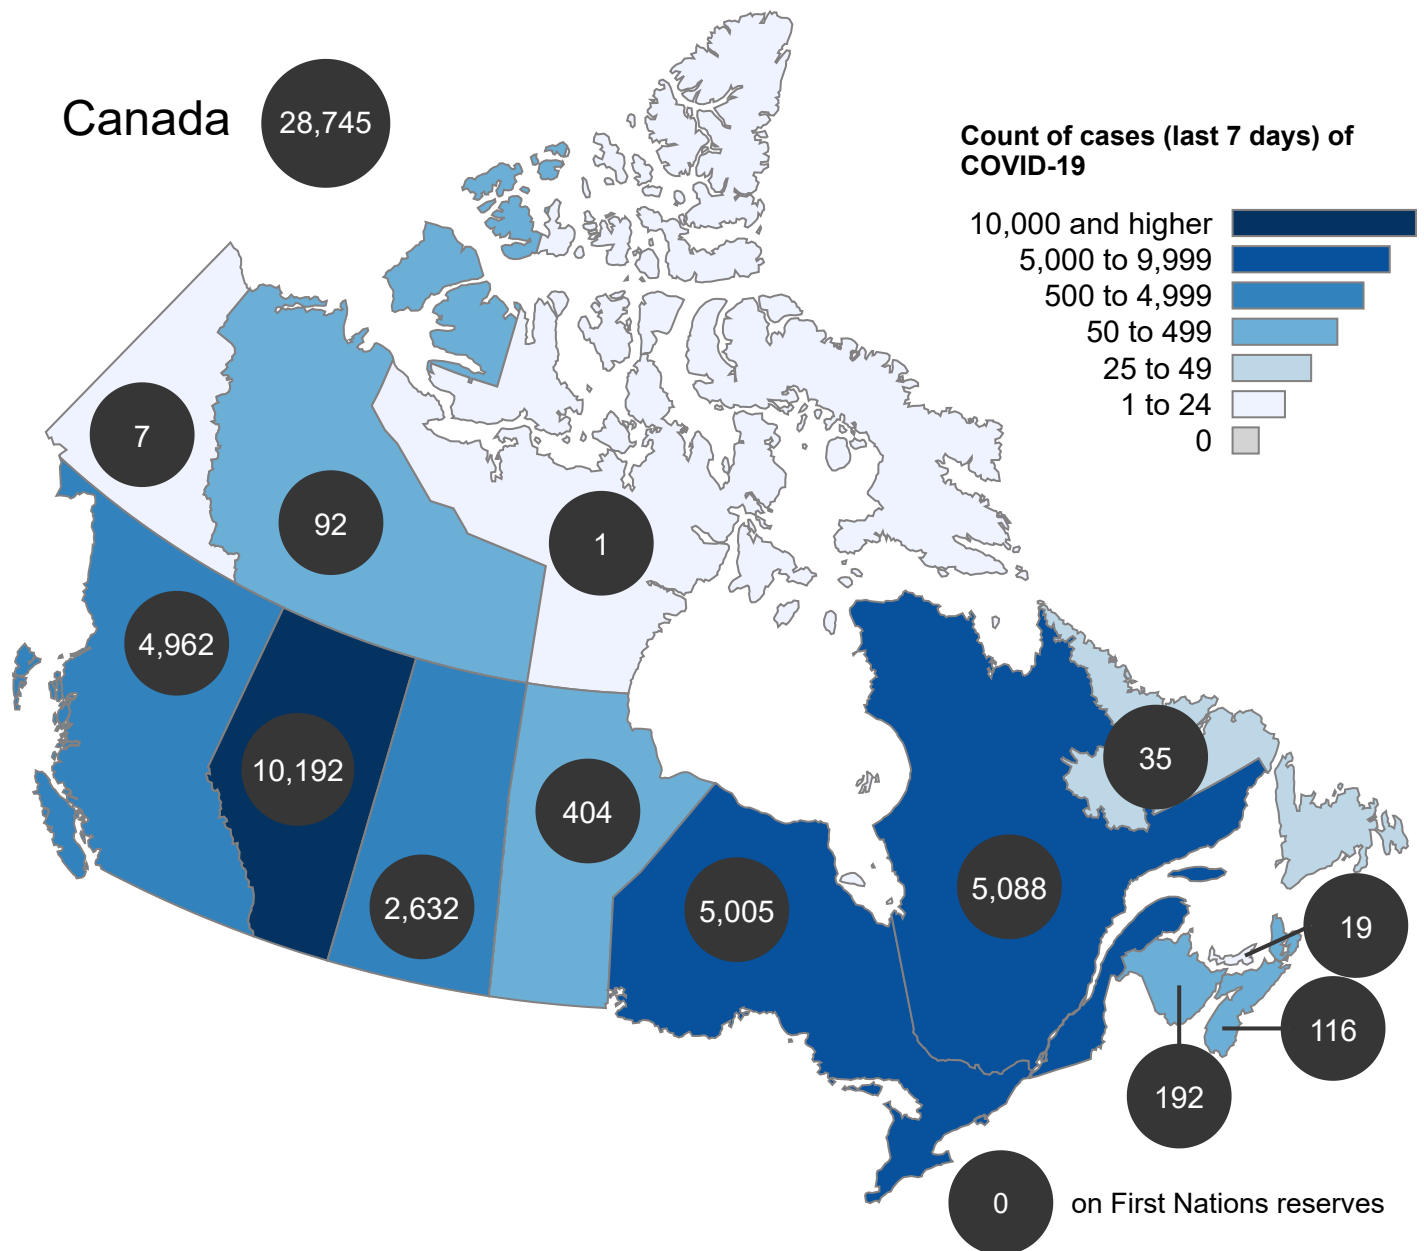 Canada
28,745
Count of cases (last 7 days) of
COVID-19
10,000 and higher
5,000 to 9,999
500 to 4,999
50 to 499
25 to 49
1 to 24
0
7
92
1
4,962
10,192
2,632
404
5,005
5,088
35
19
116
192
0
on First Nations reserves